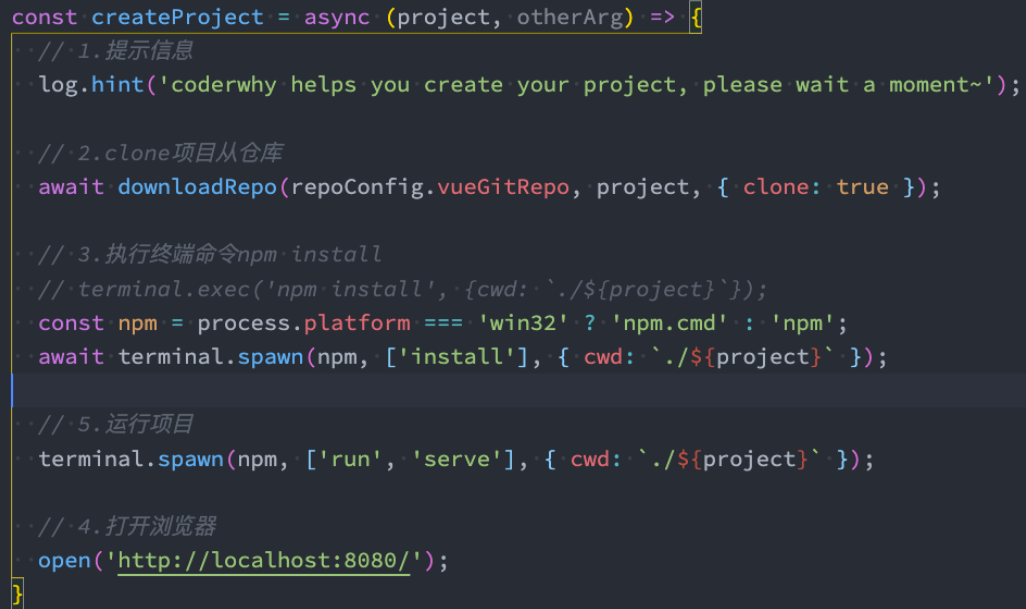 const createProject = async (project, otherArg) => {
// 1.提示信息
log.hint('coderwhy helps you create your project, please wait a moment~');
// 2.clone项目从仓库
await downloadRepo(repoConfig.vueGitRepo, project, { clone: true });
// 3.执行终端命令npm install
// terminal.exec('npm install', {cwd: `./${project}`});
const npm = process.platform === 'win32' ? 'npm.cmd' : 'npm';
await terminal.spawn(npm, ['install'], { cwd: `./${project}` });
// 5.运行项目
terminal.spawn(npm, ['run', 'serve'], { cwd: `./${project}` });
// 4.打开浏览器
open('http://localhost:8080/');
}